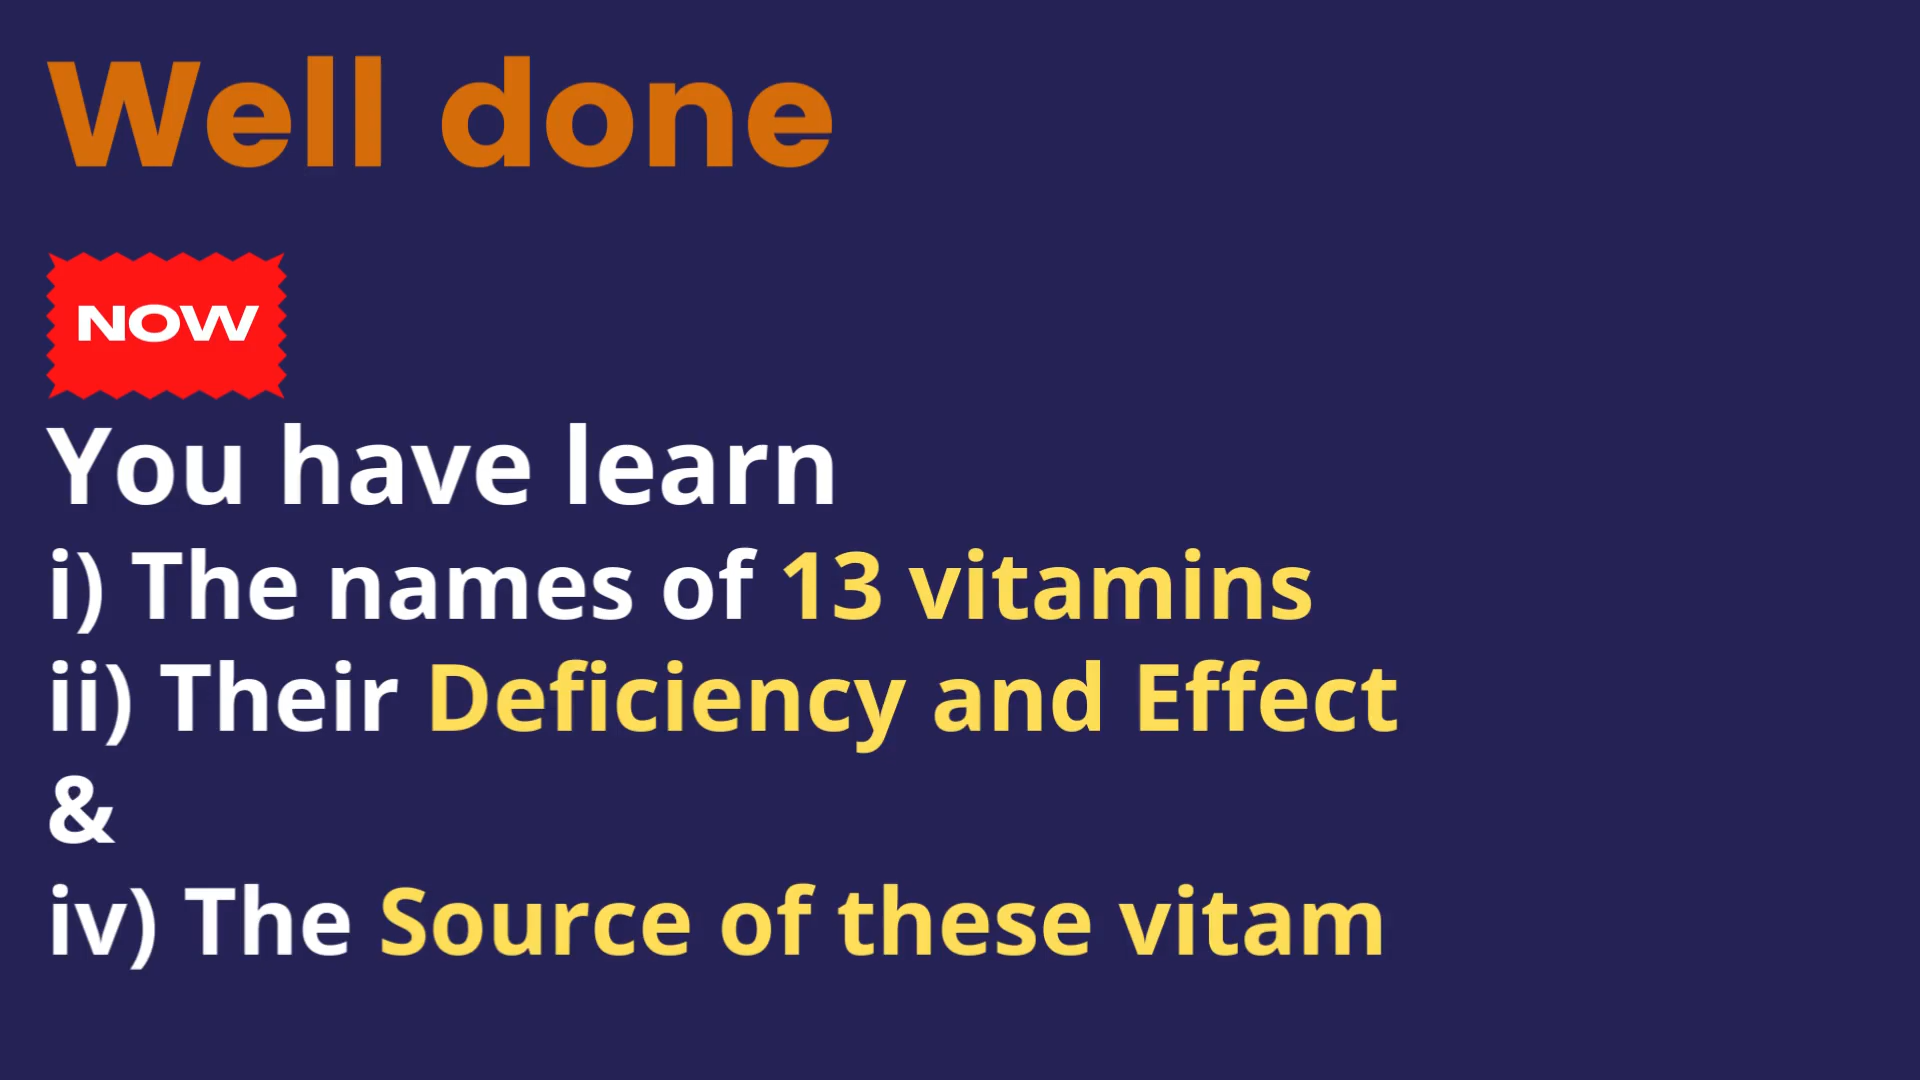 Well done
NOW
You have learn
i) The names of 13 vitamins
ii) Their Deficiency and Effect
&
iv) The Source of these vitam